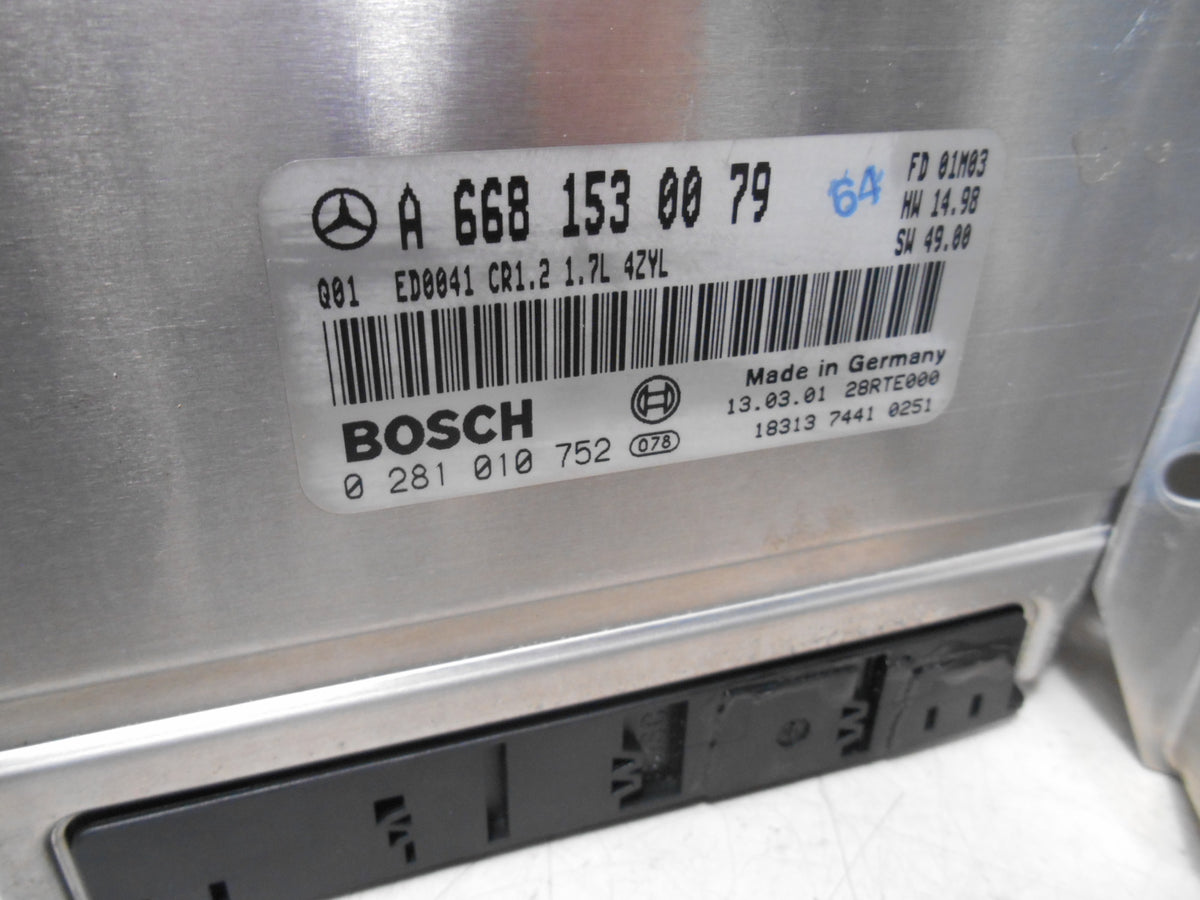 A 668 153 00 79
64
FD 01M03
HW 14.98
SW 49.00
Q01 ED0041 CR1.2 1.7L 4ZYL
BOSCH
0 281 010 752
078
Made in Germany
13.03.01 28RTE000
18313 7441 0251